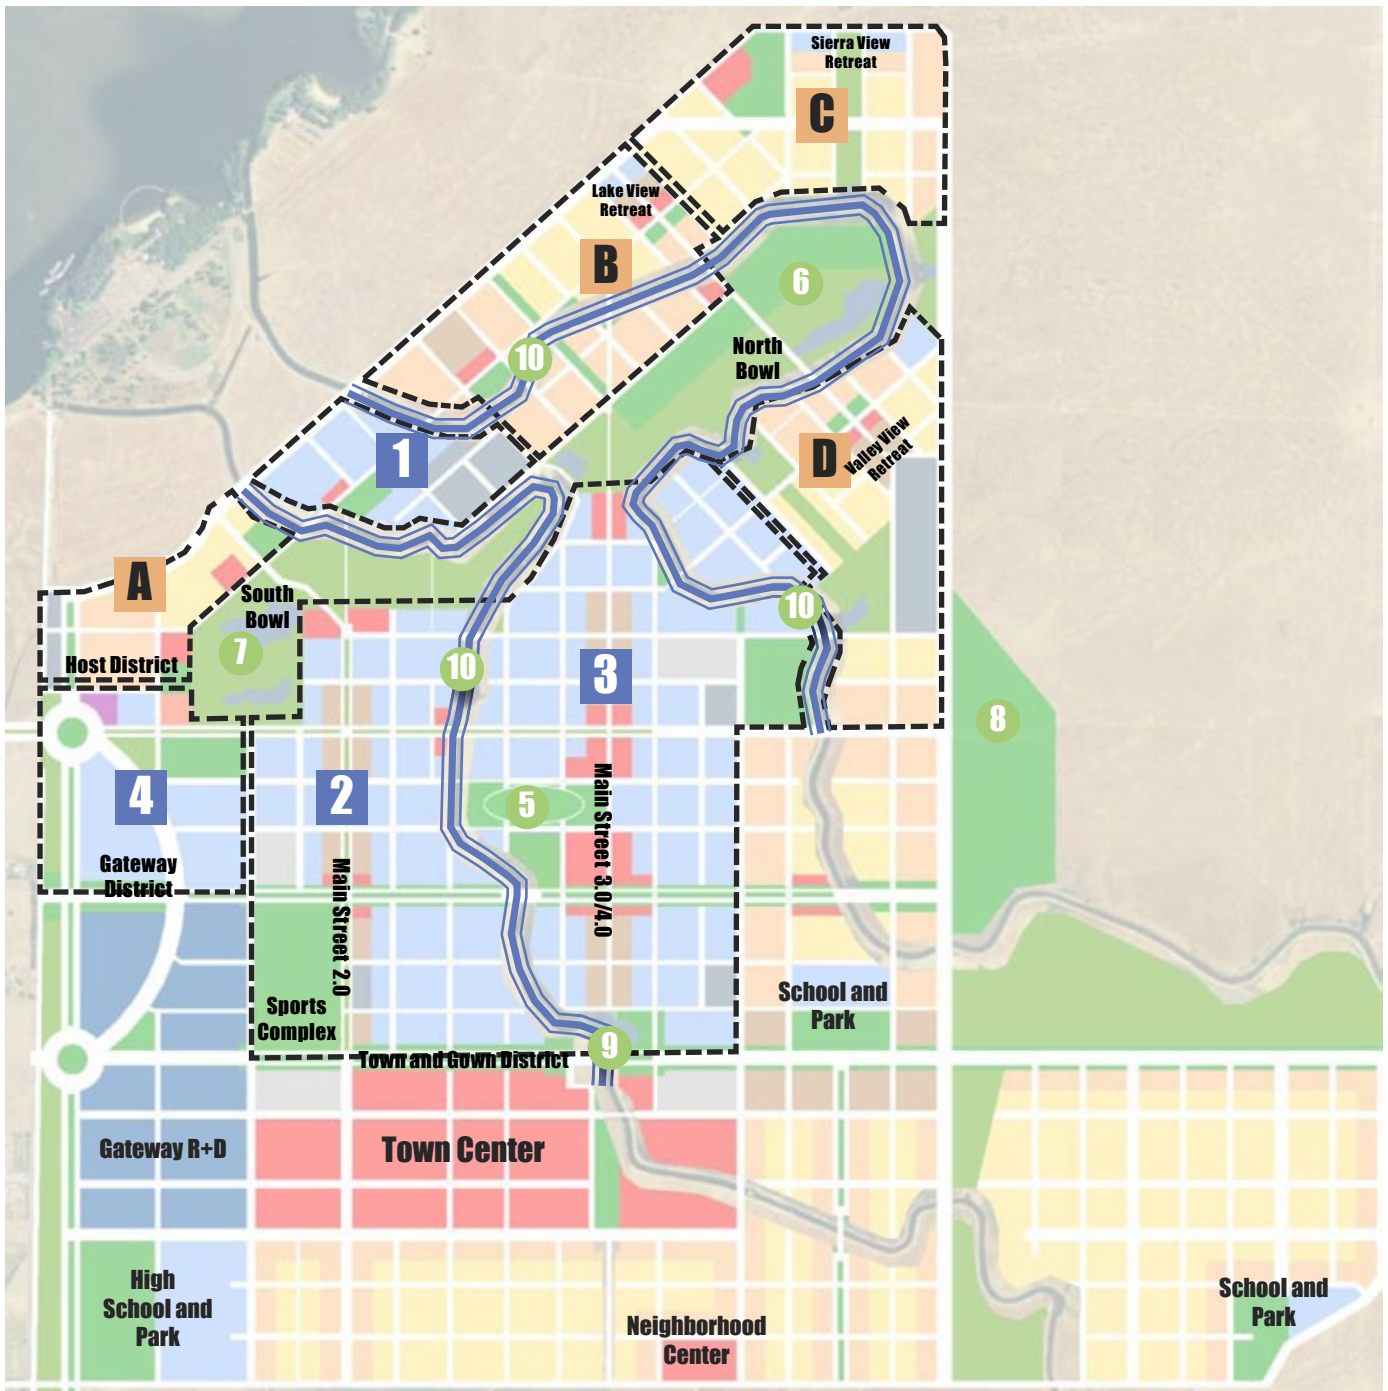 Sierra View
Retreat
C
Lake View
Retreat
B
6
North
Bowl
10
1
D
Valley View
Retreat
A
South
Bowl
7
Host District
10
10
3
8
4
2
5
Gateway
District
Main Street 2.0
Main Street 3.0/4.0
Sports
Complex
School and
Park
9
Town and Gown District
Gateway R+D
Town Center
High
School and
Park
Neighborhood
Center
School and
Park